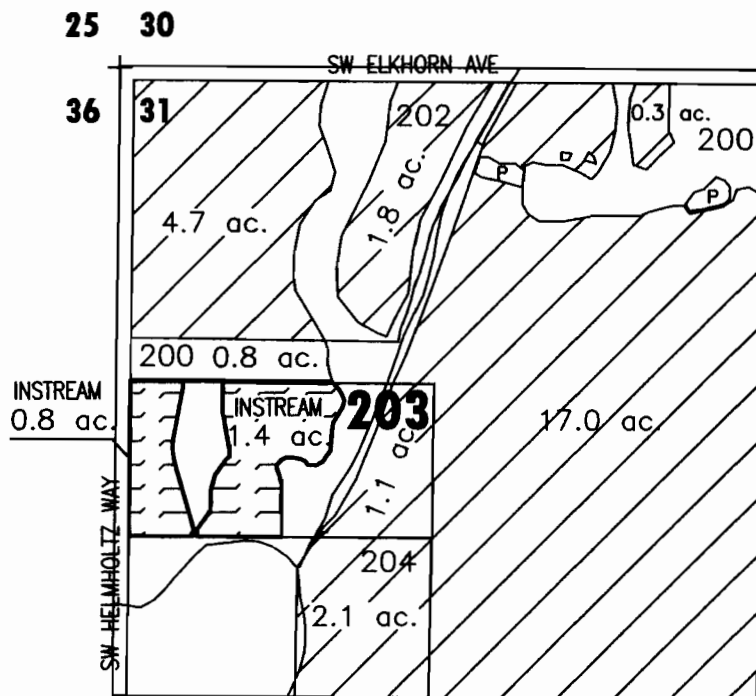 25 30
SW ELKHORN AVE
36 31
202
0.3 ac.
200
1.8 ac.
P
P
4.7 ac.
200 0.8 ac.
INSTREAM
0.8 ac.
INSTREAM
1.4 ac.
203
17.0 ac.
1.1 ac.
SW HELMHOLTZ WAY
204
2.1 ac.